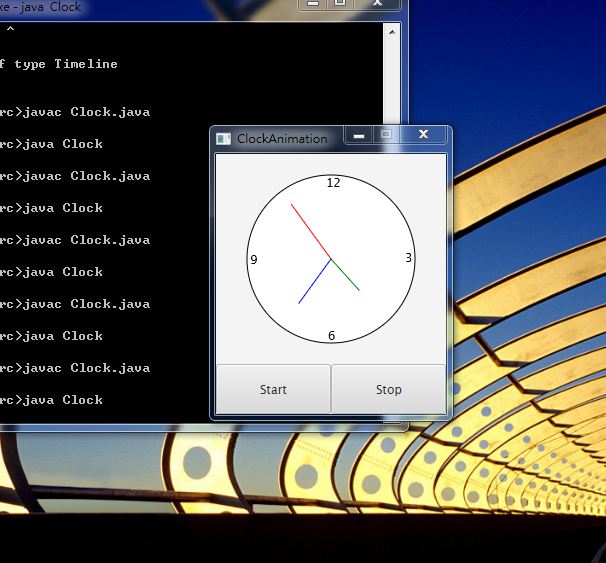 xe - java Clock
^
f type Timeline
rc>javac Clock.java
rc>java Clock
rc>javac Clock.java
rc>java Clock
rc>javac Clock.java
rc>java Clock
rc>javac Clock.java
rc>java Clock
rc>javac Clock.java
rc>java Clock
ClockAnimation
12
9
3
6
Start
Stop